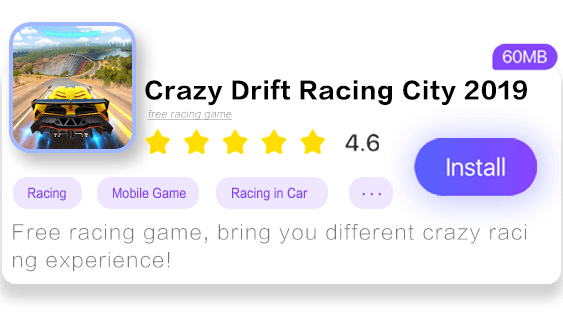 60MB
Crazy Drift Racing City 2019
free racing game
4.6
Install
Racing
Mobile Game
Racing in Car
...
Free racing game, bring you different crazy raci
ng experience!